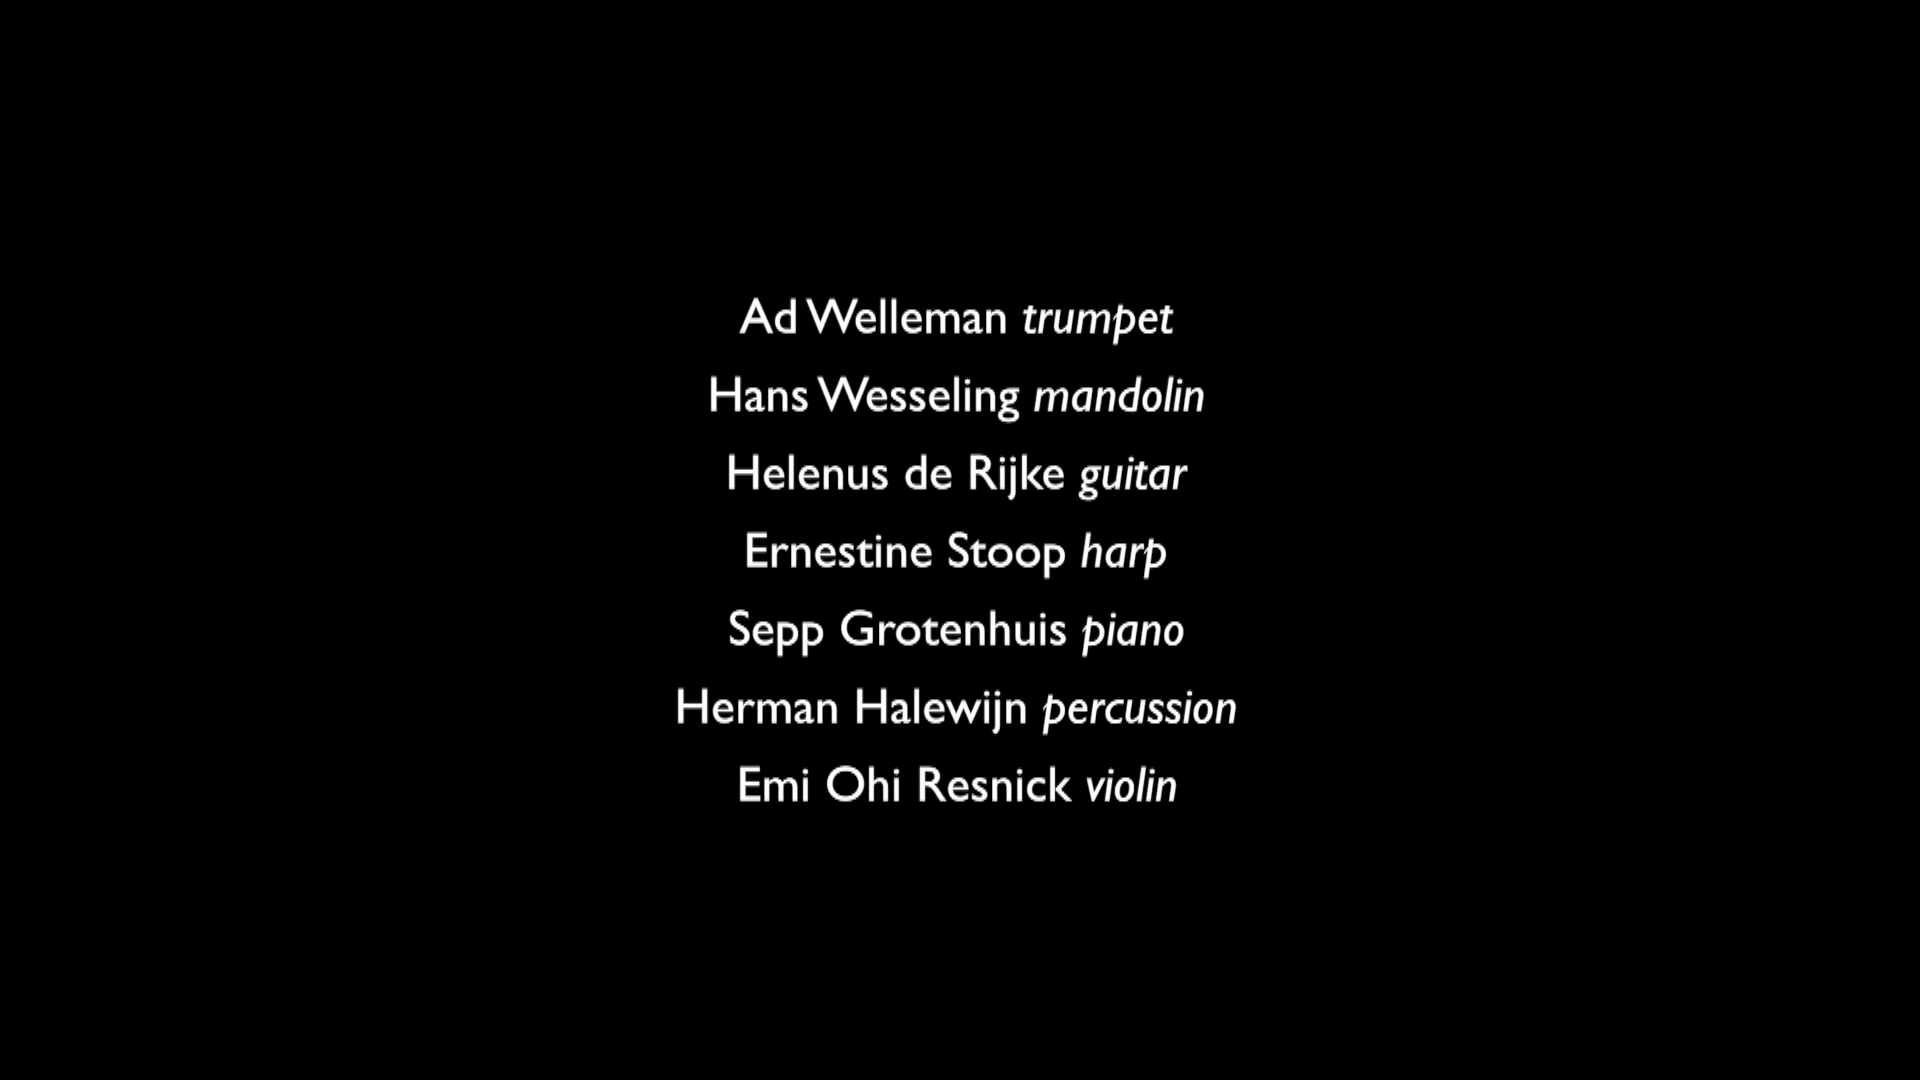 Ad Welleman trumpet
Hans Wesseling mandolin
Helenus de Rijke guitar
Ernestine Stoop harp
Sepp Grotenhuis piano
Herman Halewijn percussion
Emi Ohi Resnick violin